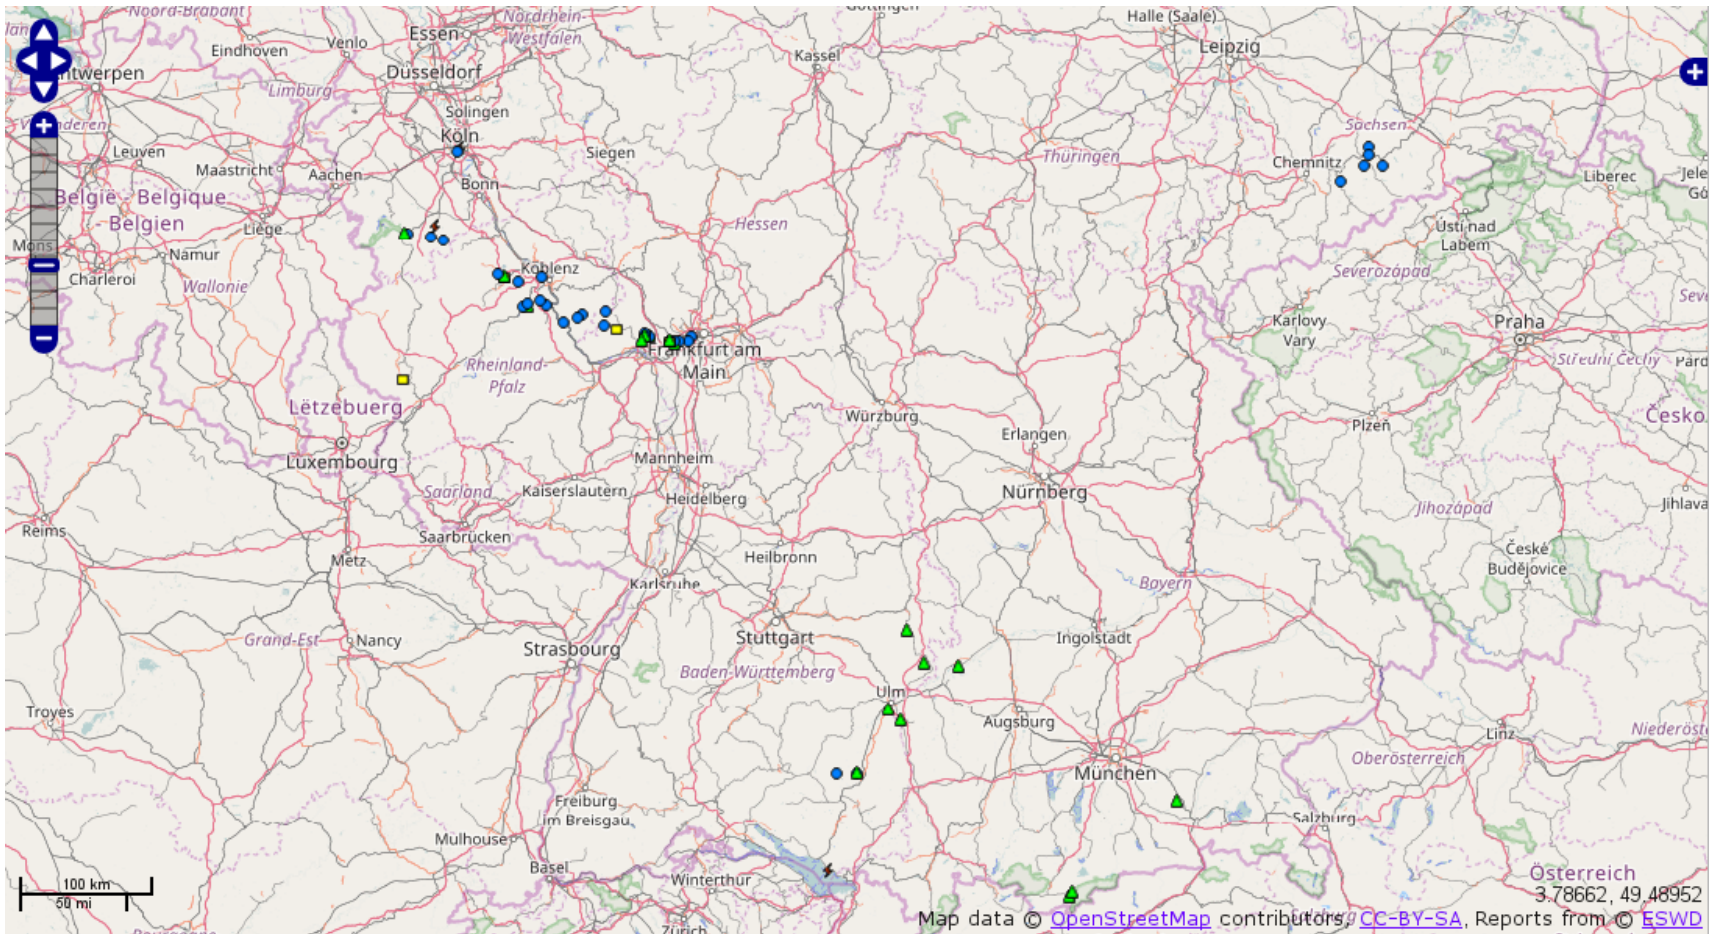 Noord-Brabant
Göttingen
Halle (Saale)
Nordrhein-
Westfalen
Essen
Venlo
Eindhoven
Leipzig
Kassel
ntwerpen
Düsseldorf
Limburg
Solingen
Köln
Sachsen
Leuven
Siegen
Thüringen
Chemnitz
Maastricht
Aachen
Liberec
Bonn
België - Belgique
- Belgien
Hessen
Liège
Ústí nad
Labem
Mons
Namur
Charleroi
Koblenz
Severozápad
Wallonie
Karlovy
Vary
Praha
Frankfurt am
Main
Střední Čechy
Rheinland-
Pfalz
Lëtzebuerg
Würzburg
Česko
Plzeň
Erlangen
Luxembourg
Mannheim
Saarland
Kaiserslautern
Heidelberg
Nürnberg
Jihozápad
Jihlava
Reims
Saarbrücken
Metz
Heilbronn
České
Budějovice
Karlsruhe
Bayern
Grand-Est
Nancy
Stuttgart
Ingolstadt
Strasbourg
Baden-Württemberg
Ulm
Troyes
Augsburg
Linz
Niederöst
Oberösterreich
München
Freiburg
im Breisgau
Salzburg
Mulhouse
Basel
Winterthur
Österreich
100 km
50 mi
3.78662, 49.48952
Map data © OpenStreetMap contributors, CC-BY-SA, Reports from © ESWD
Zürich